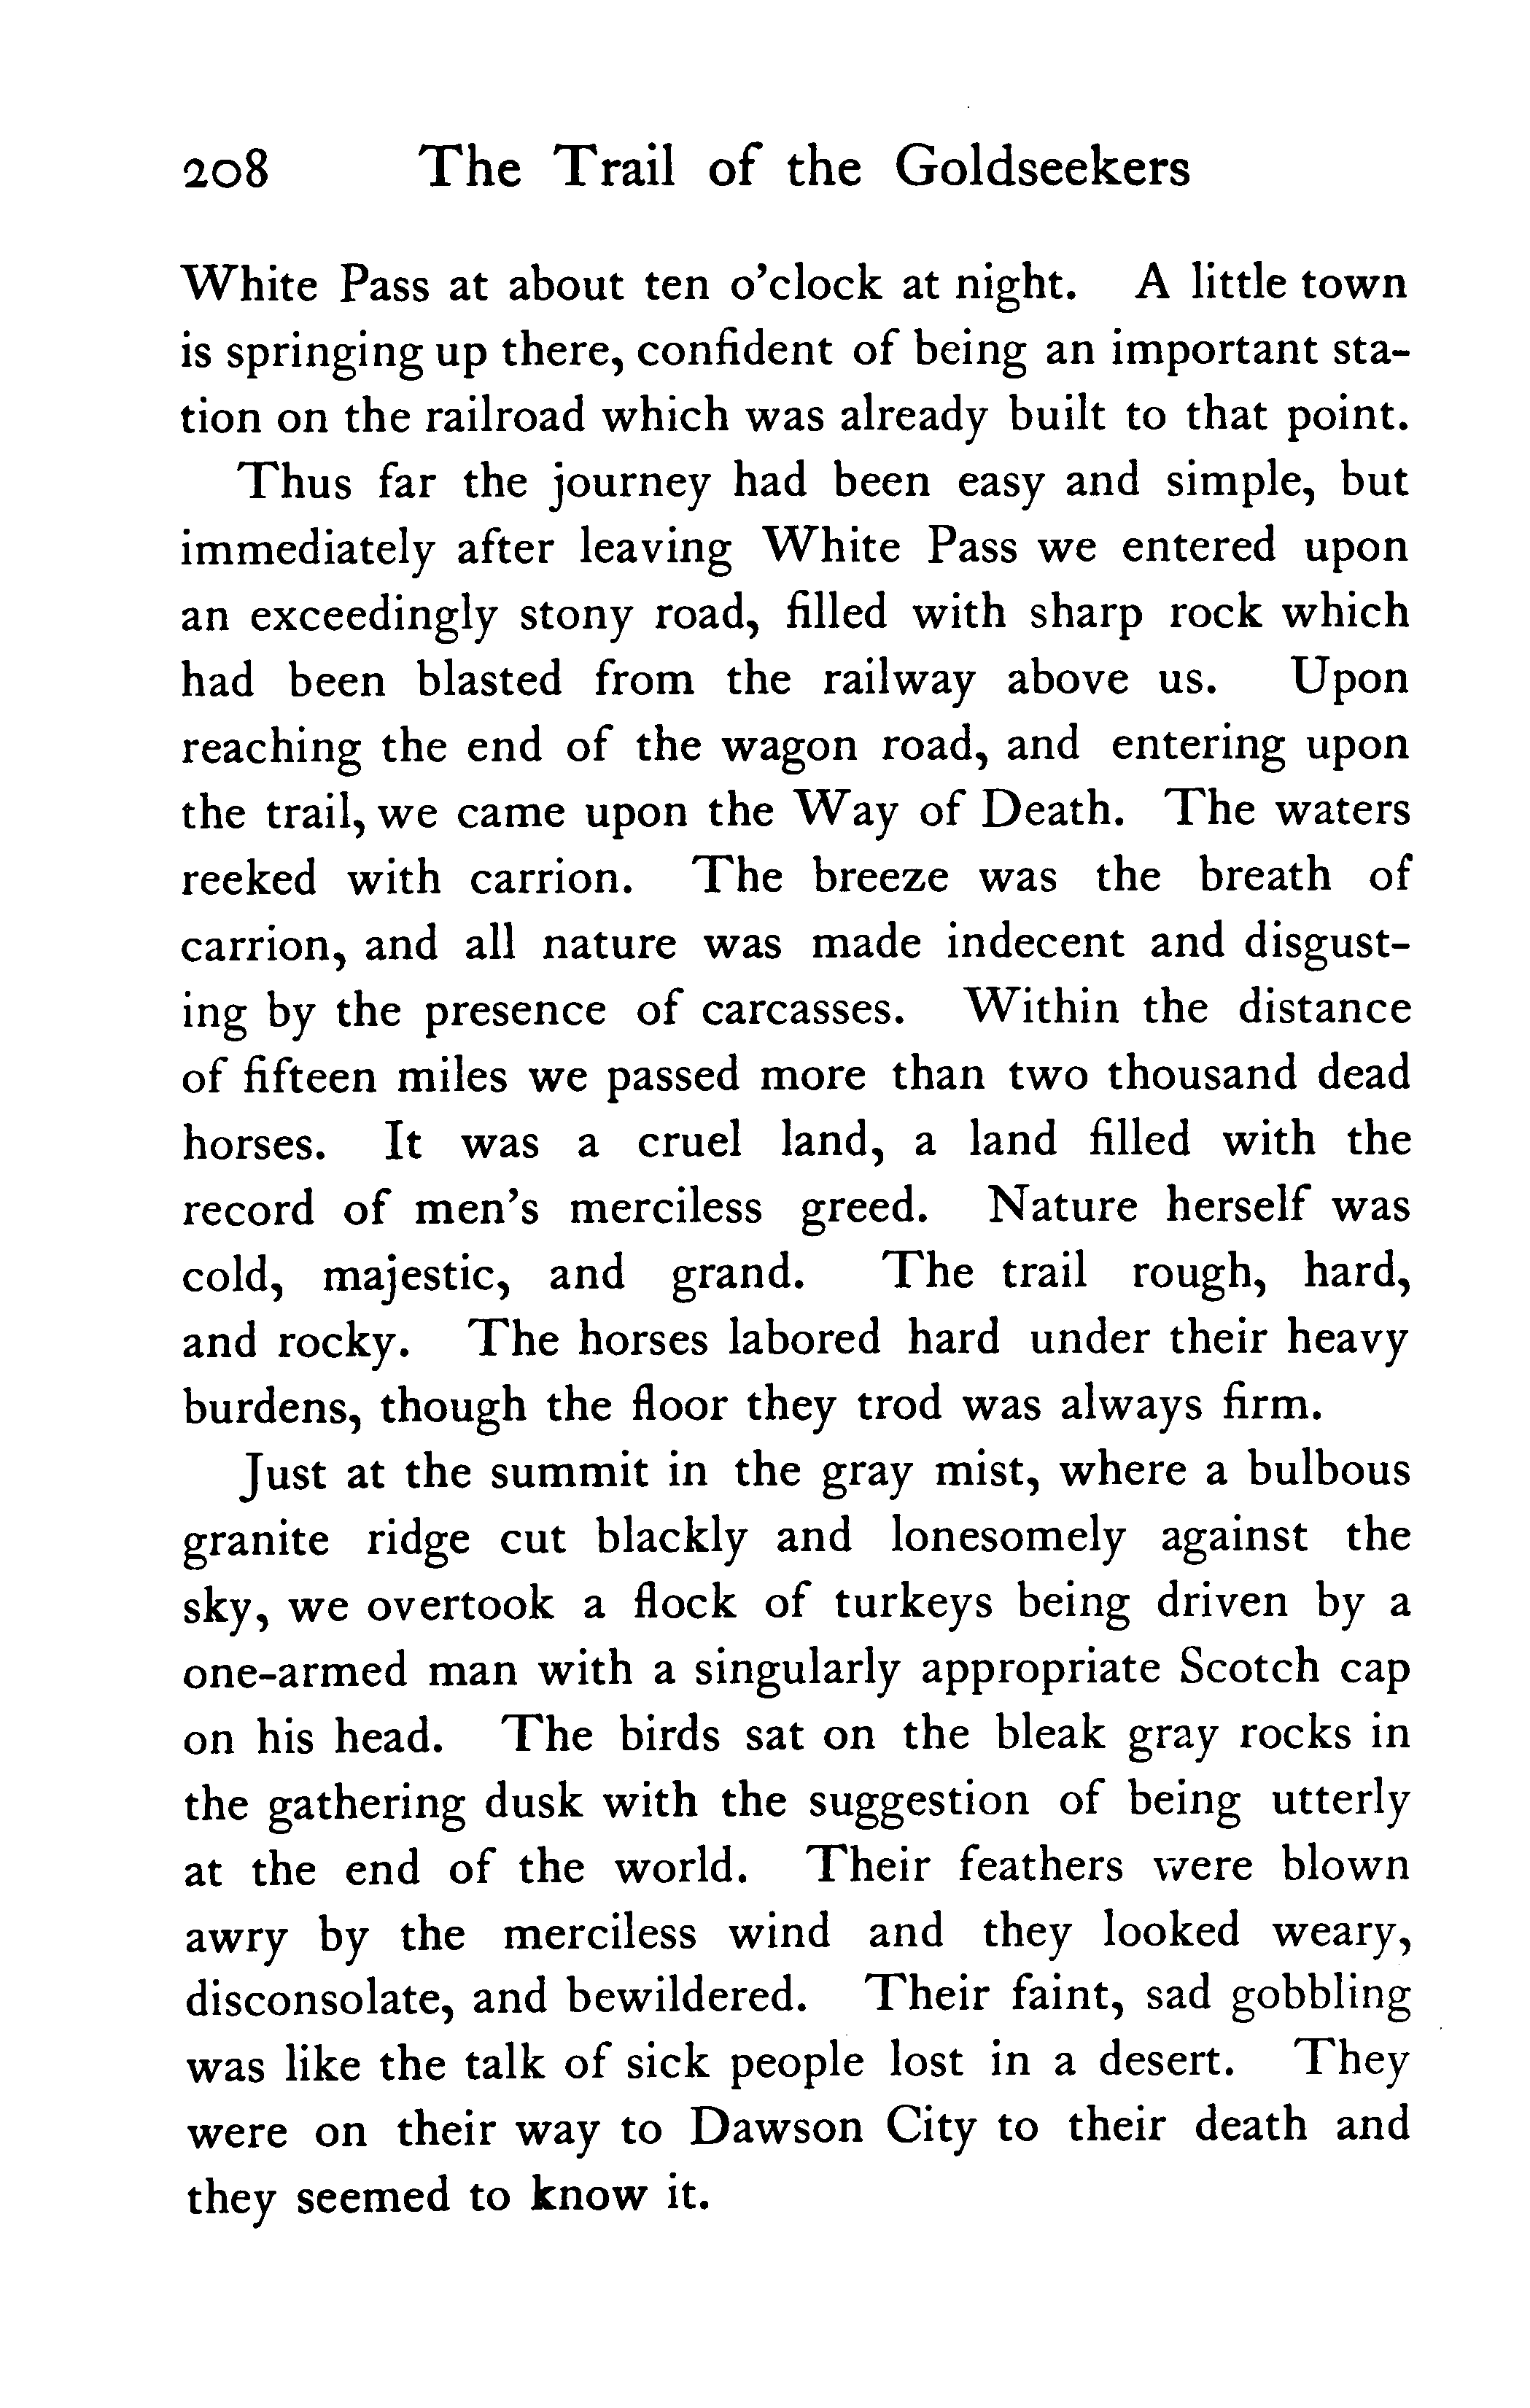 208 The Trail of the Goldseekers
White Pass at about ten o'clock at night. A little town
is springing up there, confident of being an important sta-
tion on the railroad which was already built to that point.
Thus far the journey had been easy and simple, but
immediately after leaving White Pass we entered upon
an exceedingly stony road, filled with sharp rock which
had been blasted from the railway above us. Upon
reaching the end of the wagon road, and entering upon
the trail, we came upon the Way of Death. The waters
reeked with carrion. The breeze was the breath of
carrion, and all nature was made indecent and disgust-
ing by the presence of carcasses. Within the distance
of fifteen miles we passed more than two thousand dead
horses. It was a cruel land, a land filled with the
record of men's merciless greed. Nature herself was
cold, majestic, and grand. The trail rough, hard,
and rocky. The horses labored hard under their heavy
burdens, though the floor they trod was always firm.
Just at the summit in the gray mist, where a bulbous
granite ridge cut blackly and lonesomely against the
sky, we overtook a flock of turkeys being driven by a
one-armed man with a singularly appropriate Scotch cap
on his head. The birds sat on the bleak gray rocks in
the gathering dusk with the suggestion of being utterly
at the end of the world. Their feathers were blown
awry by the merciless wind and they looked weary,
disconsolate, and bewildered. Their faint, sad gobbling
was like the talk of sick people lost in a desert. They
were on their way to Dawson City to their death and
they seemed to know it.